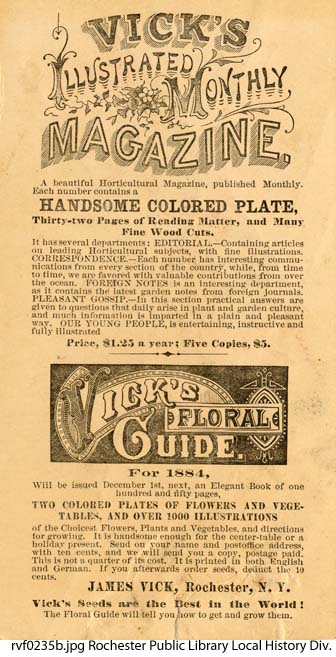 VICK'S
ILLUSTRATED MONTHLY
MAGAZINE.
A beautiful Horticultural Magazine, published Monthly.
Each number contains a
HANDSOME COLORED PLATE,
Thirty-two Pages of Reading Matter, and Many
Fine Wood Cuts.
It has several departments; EDITORIAL.—Containing articles
on leading Horticultural subjects, with fine illustrations.
CORRESPONDENCE.—Each number has interesting commu-
nications from every section of the country, while, from time
to time, we are favored with valuable contributions from over
the ocean. FOREIGN NOTES is an interesting department,
as it contains the latest garden notes from foreign Journals.
PLEASANT GOSSIP.—In this section practical answers are
given to questions that daily arise in plant and garden culture,
and much information is imparted in a plain and pleasant
way. OUR YOUNG PEOPLE, is entertaining, instructive and
fully illustrated
Price, $1.25 a year; Five Copies, $5.
VICK'S
FLORAL
GUIDE.
For 1884,
Will be issued December 1st, next, an Elegant Book of one
hundred and fifty pages,
TWO COLORED PLATES OF FLOWERS AND VEGE-
TABLES, AND OVER 1000 ILLUSTRATIONS
of the Choicest Flowers, Plants and Vegetables, and directions
for growing. It is handsome enough for the center-table or a
holiday present. Send on your name and postoffice address,
with ten cents, and we will send you a copy, postage paid.
This is not a quarter of its cost. It is printed in both English
and German. If you afterwards order seeds, deduct the 10
cents.
JAMES VICK, Rochester, N. Y.
Vick's Seeds are the Best in the World!
The Floral Guide will tell you how to get and grow them.
rvf0235b.jpg Rochester Public Library Local History Div.